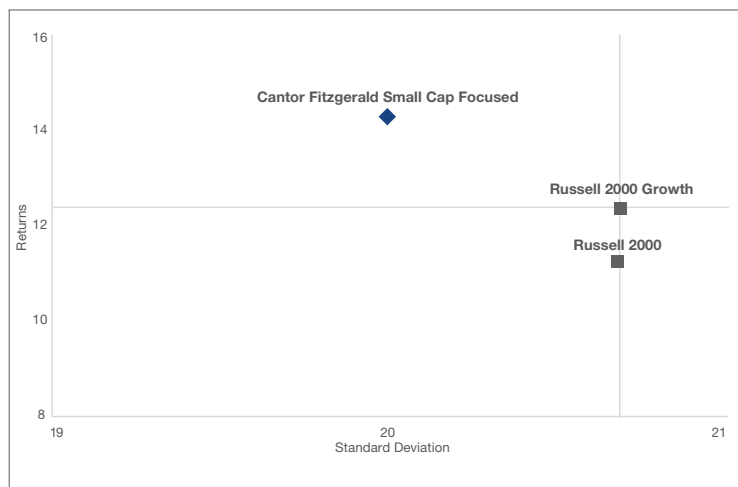 16
Cantor Fitzgerald Small Cap Focused
14
Russell 2000 Growth
12
Returns
Russell 2000
10
8
19
20
21
Standard Deviation